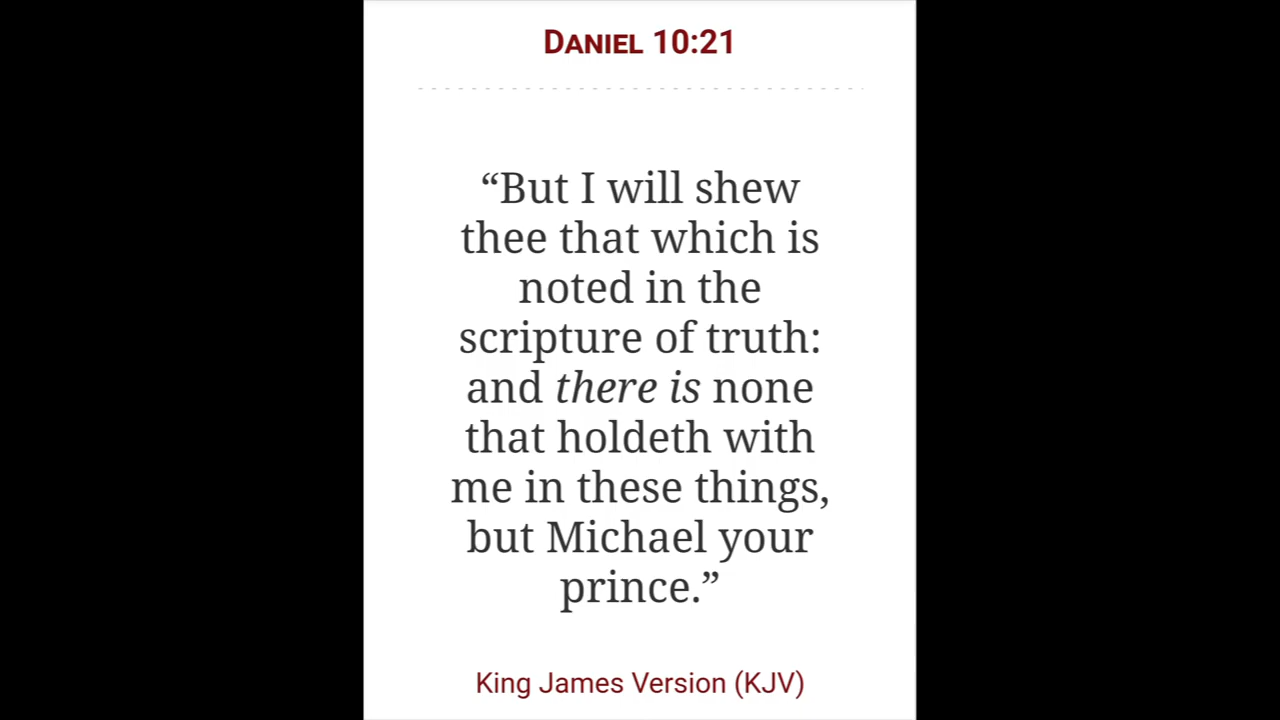 DANIEL 10:21
“But I will shew
thee that which is
noted in the
scripture of truth:
and there is none
that holdeth with
me in these things,
but Michael your
prince.”
King James Version (KJV)